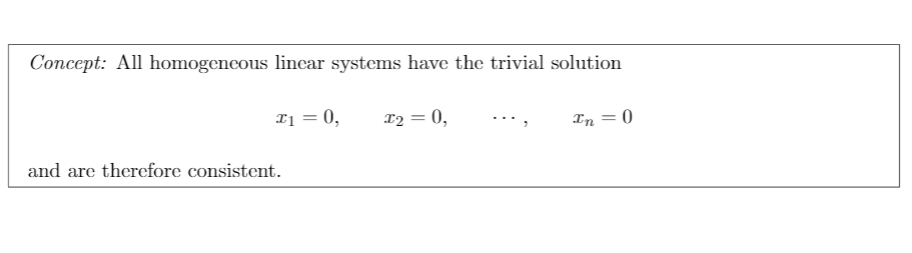 Concept: All homogeneous linear systems have the trivial solution
x₁ = 0, x₂ = 0, ⋯ , xₙ = 0
and are therefore consistent.